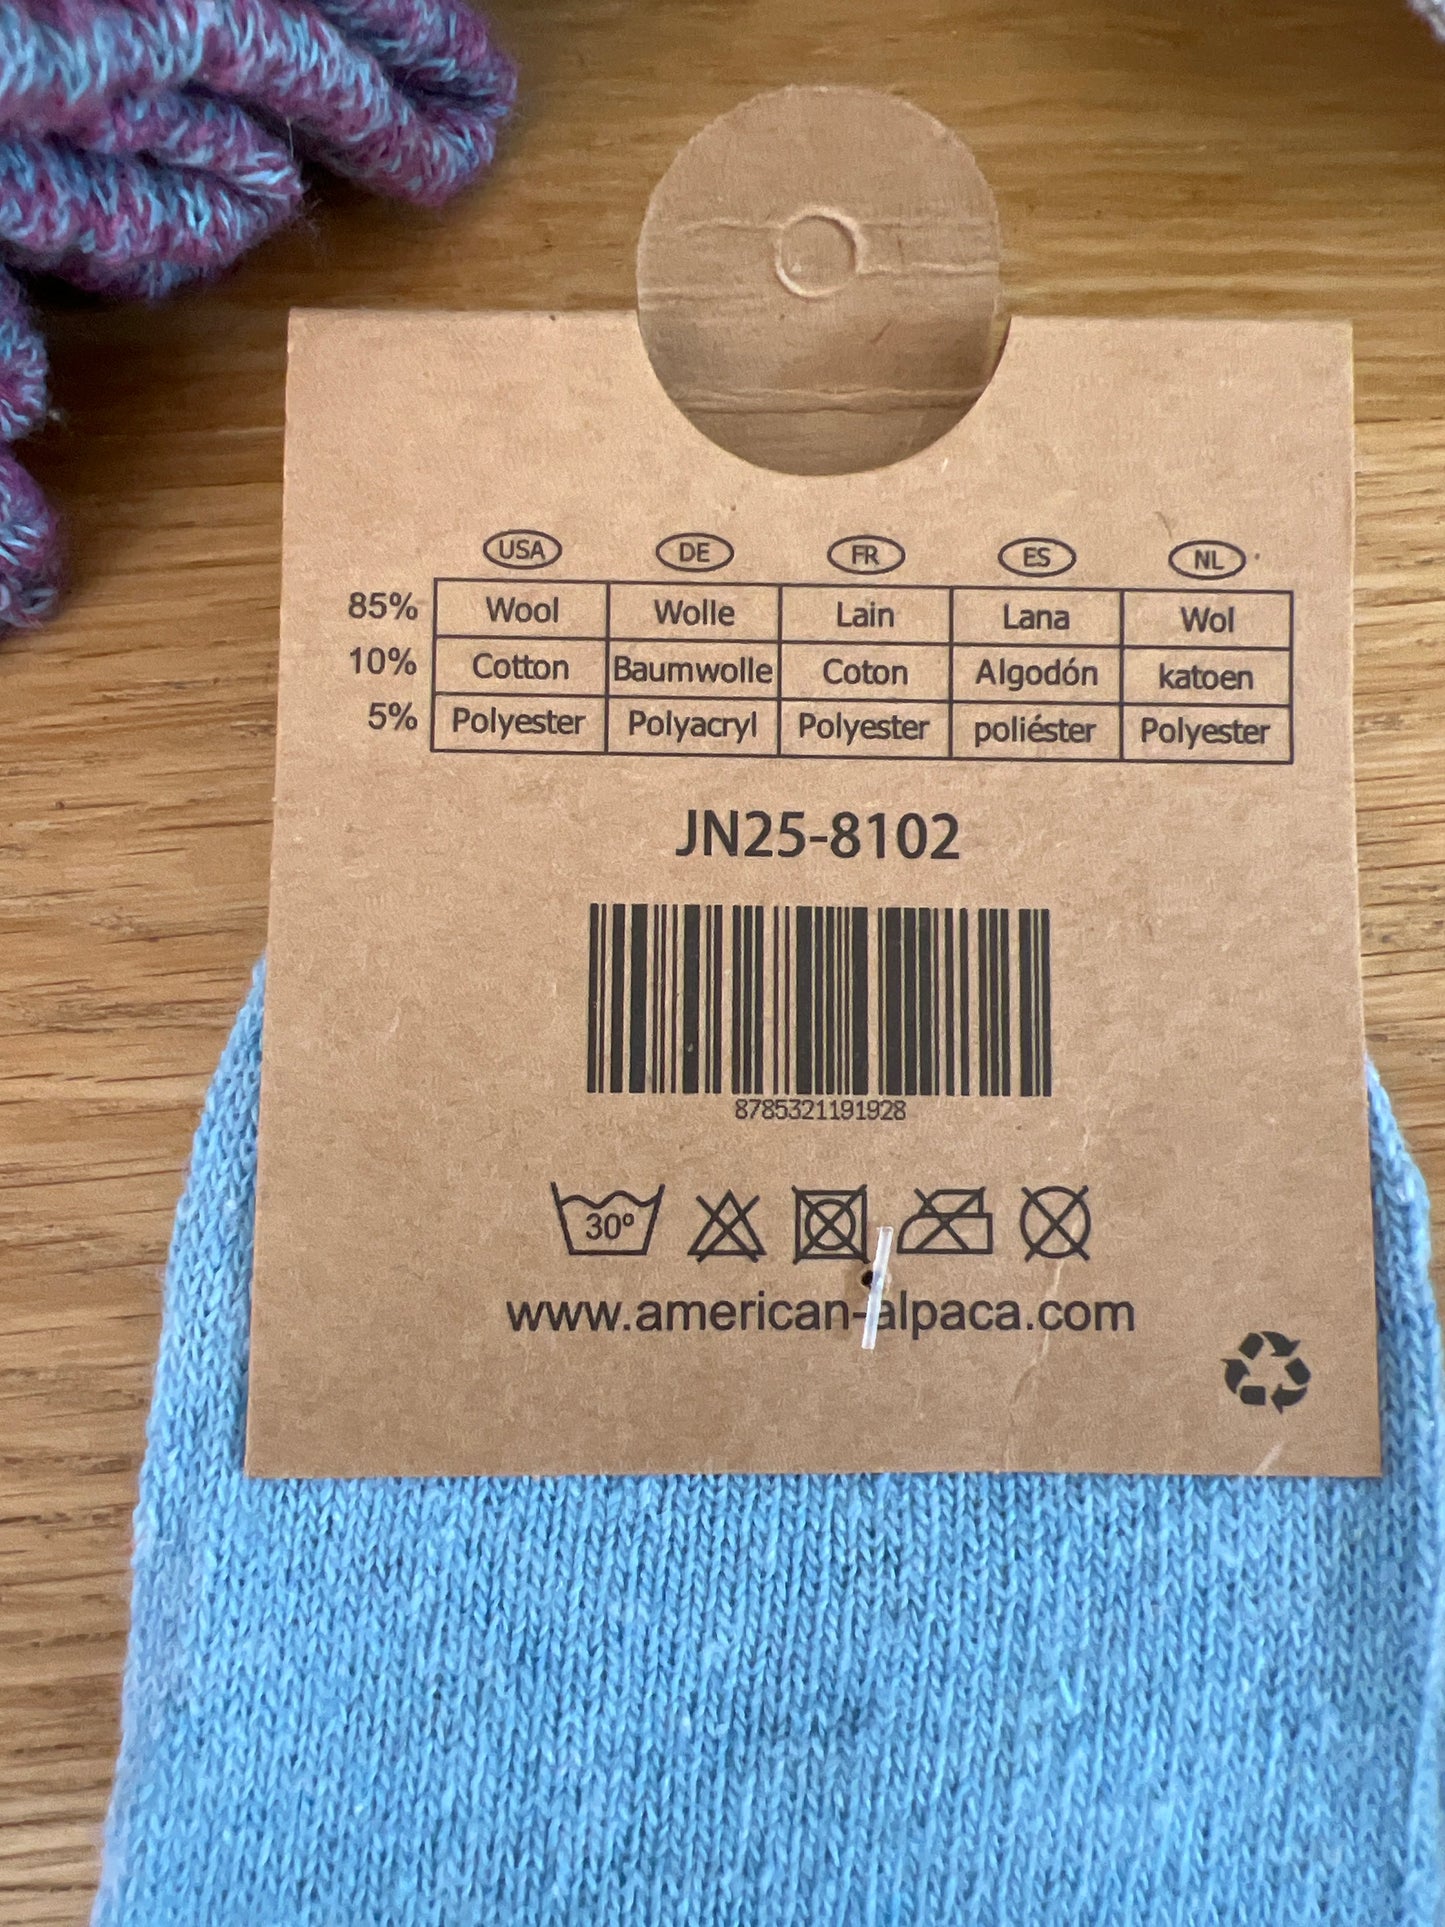 USA DE FR ES NL
85% Wool Wolle Lain Lana Wol
10% Cotton Baumwolle Coton Algodón katoen
5% Polyester Polyacryl Polyester poliéster Polyester
JN25-8102
8785321191928
30º
www.american-alpaca.com